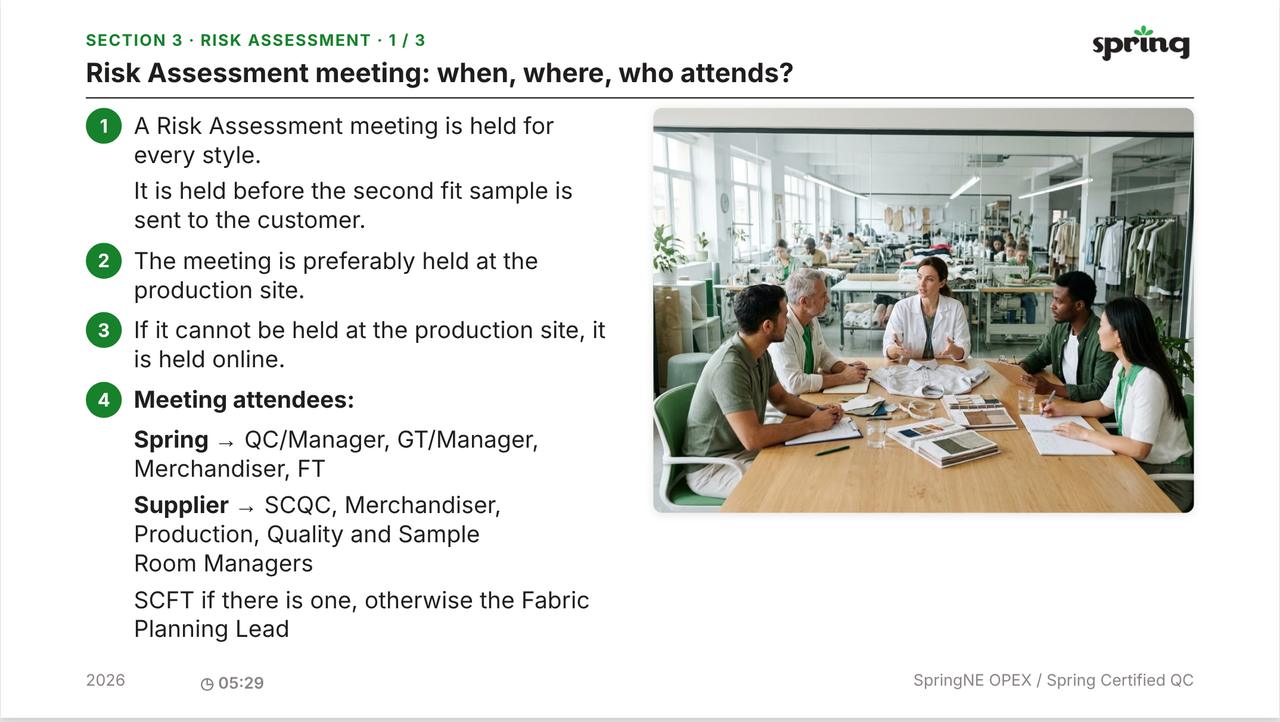 SECTION 3 · RISK ASSESSMENT · 1 / 3
spring
Risk Assessment meeting: when, where, who attends?
1 A Risk Assessment meeting is held for
every style.
It is held before the second fit sample is
sent to the customer.
2 The meeting is preferably held at the
production site.
3 If it cannot be held at the production site, it
is held online.
4 Meeting attendees:
Spring → QC/Manager, GT/Manager,
Merchandiser, FT
Supplier → SCQC, Merchandiser,
Production, Quality and Sample
Room Managers
SCFT if there is one, otherwise the Fabric
Planning Lead
2026
05:29
SpringNE OPEX / Spring Certified QC